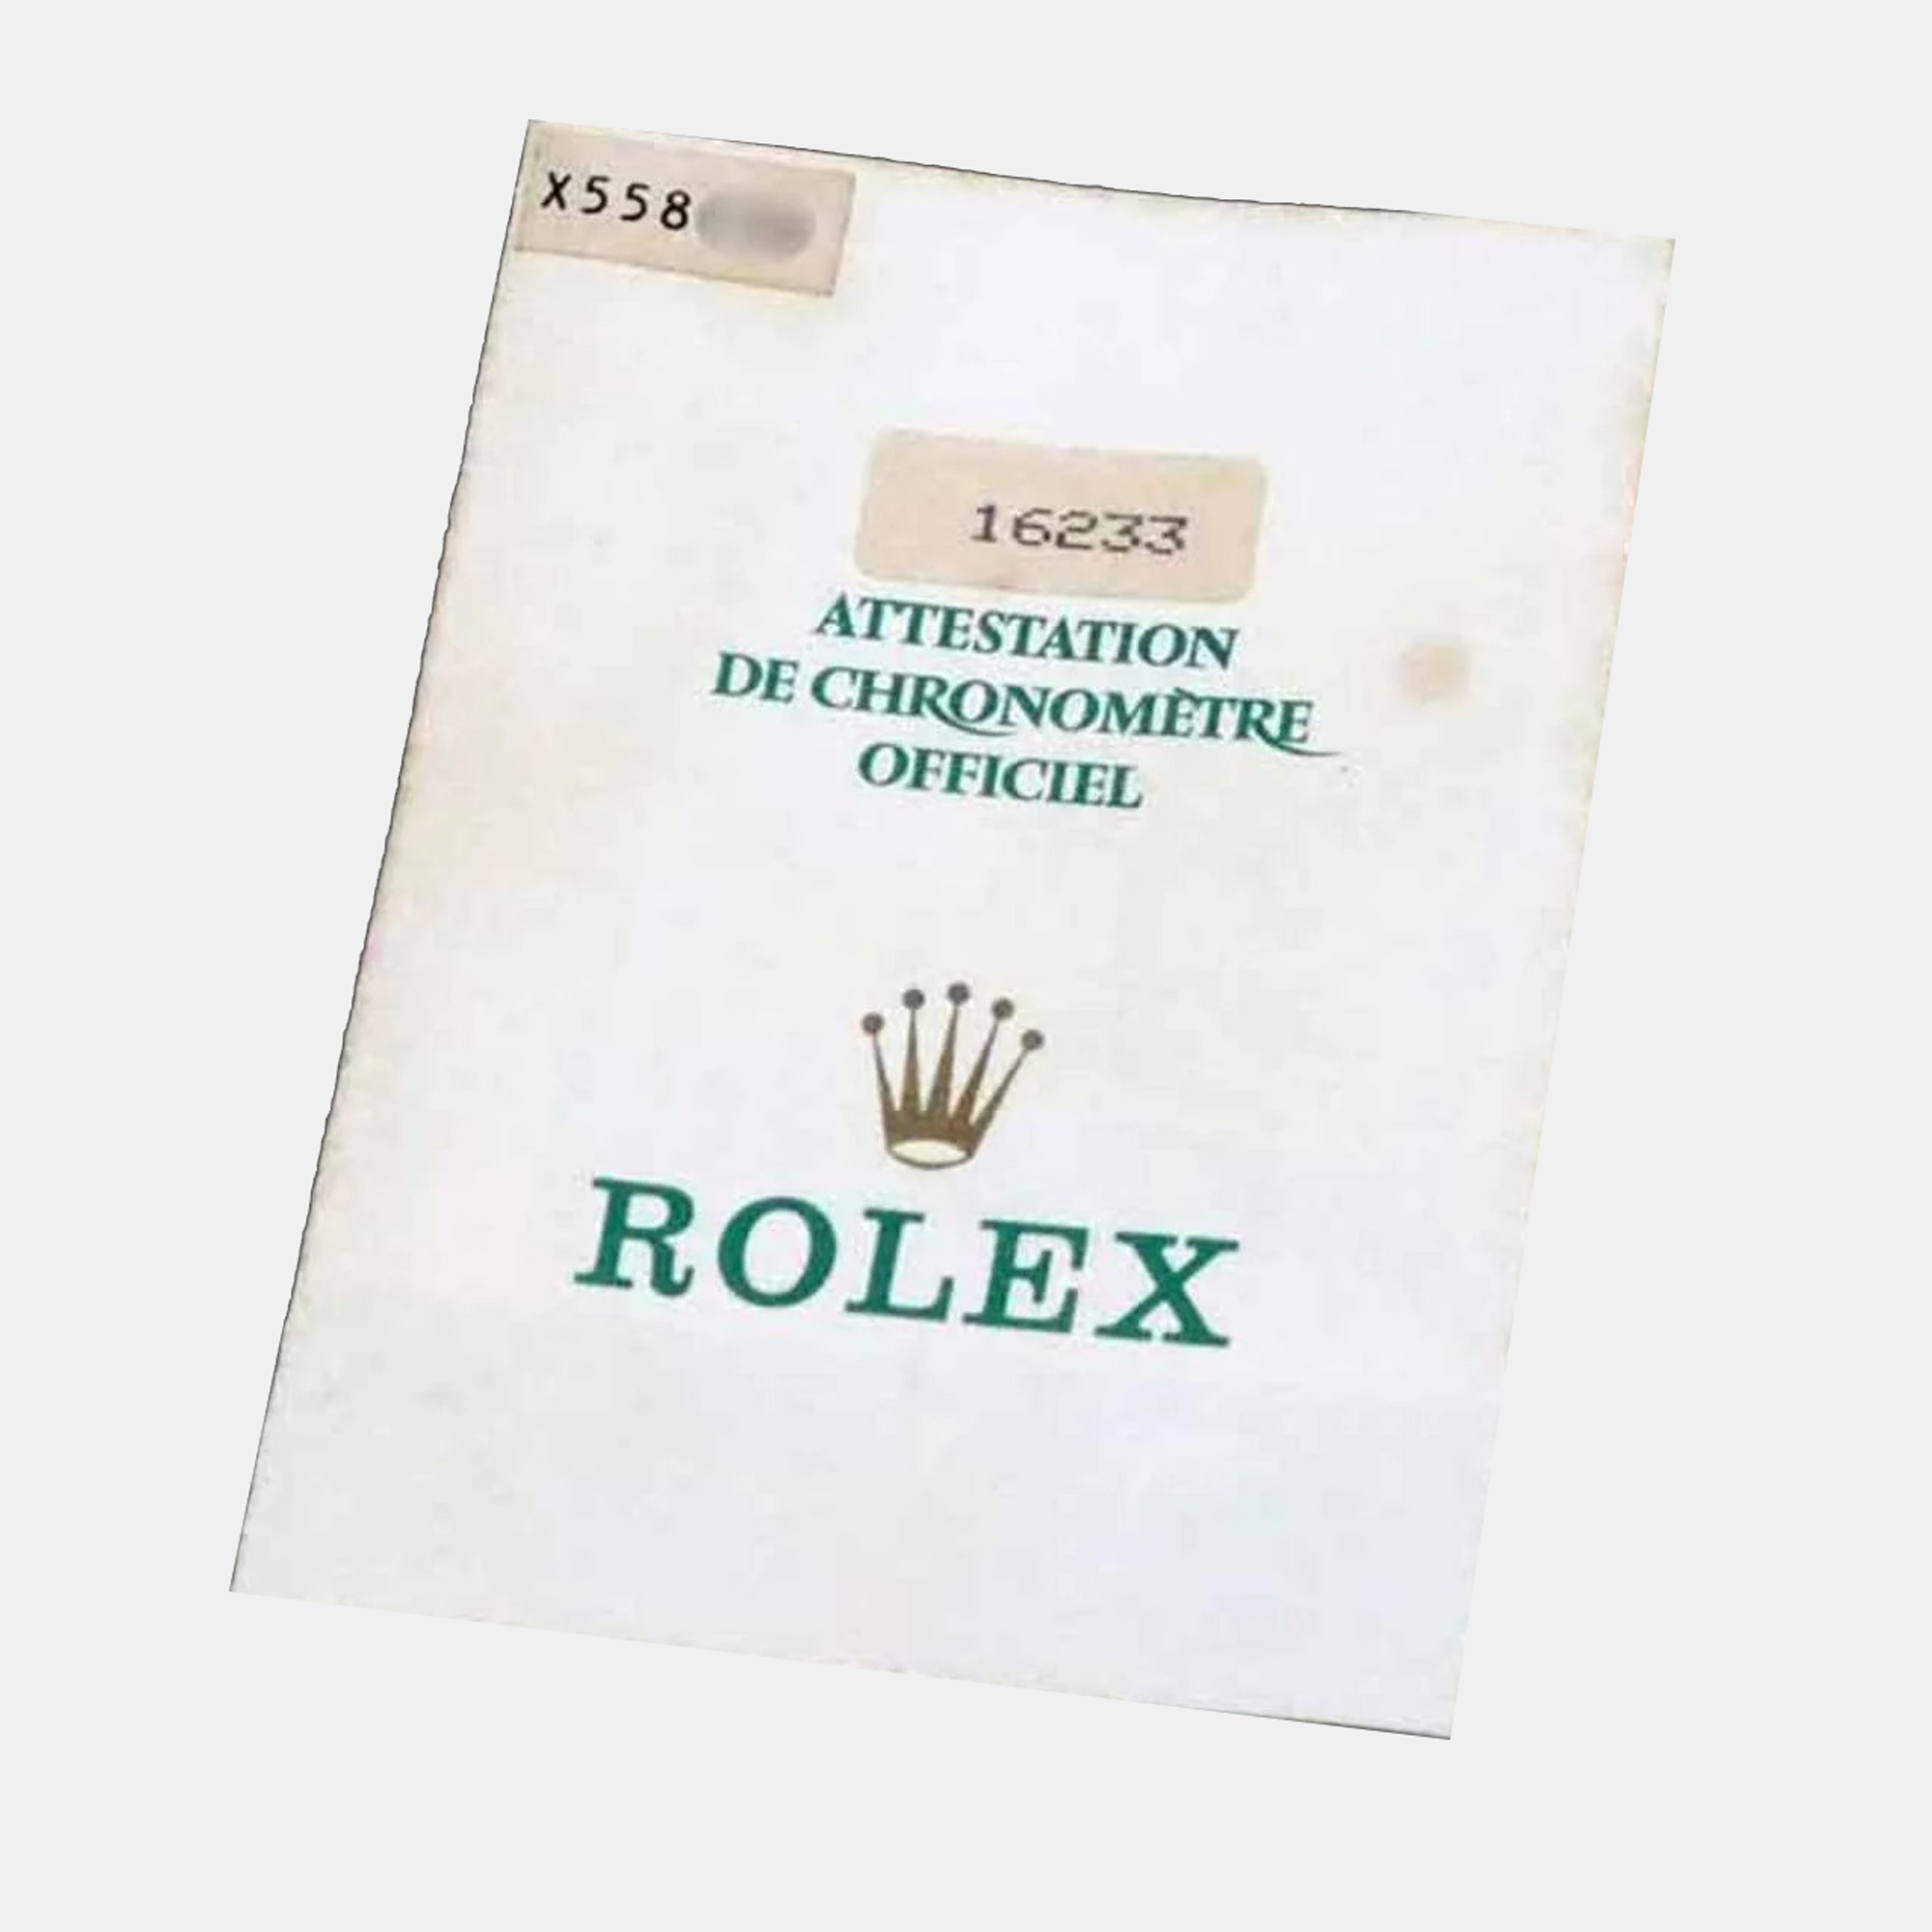 X558
16233
ATTESTATION
DE CHRONOMÈTRE
OFFICIEL
ROLEX